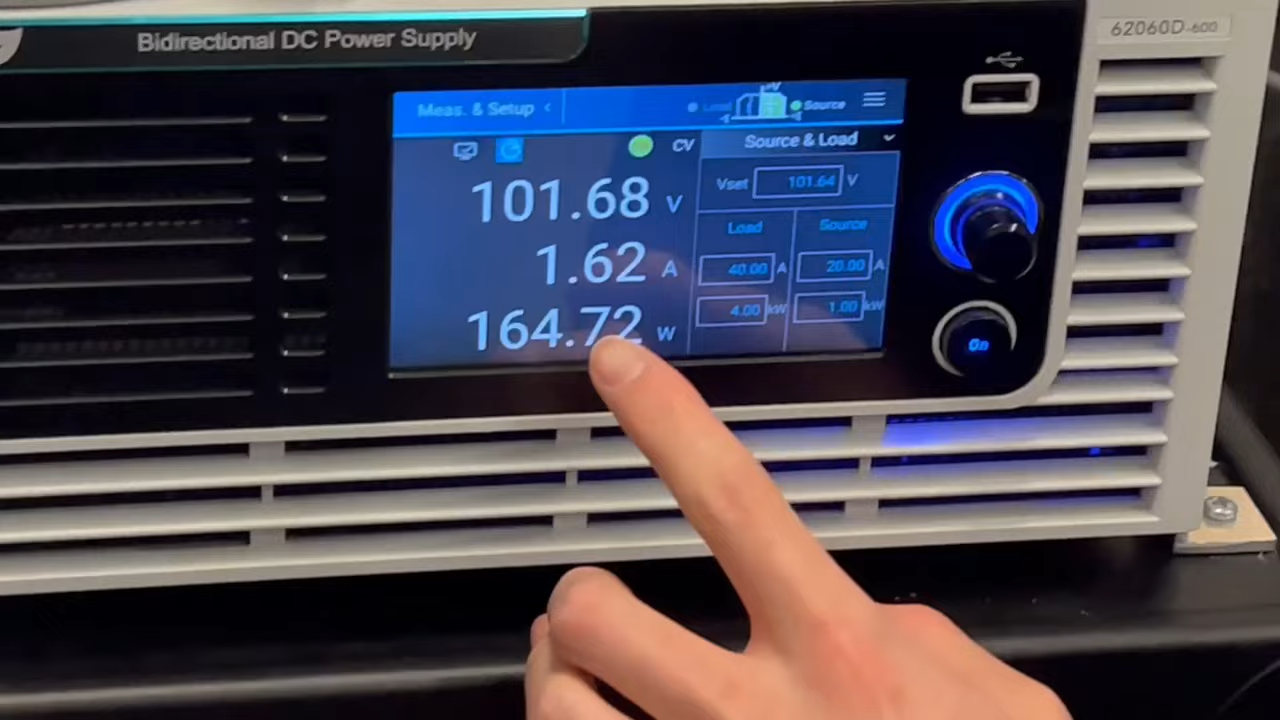 Bidirectional DC Power Supply
62060D-600
Meas. & Setup <
Load
Source
CV
Source & Load
101.68 V
Vset 101.64 V
1.62 A
Load Source
40.00 A 20.00 A
164.72 W
4.00 kW 1.00 kW
On